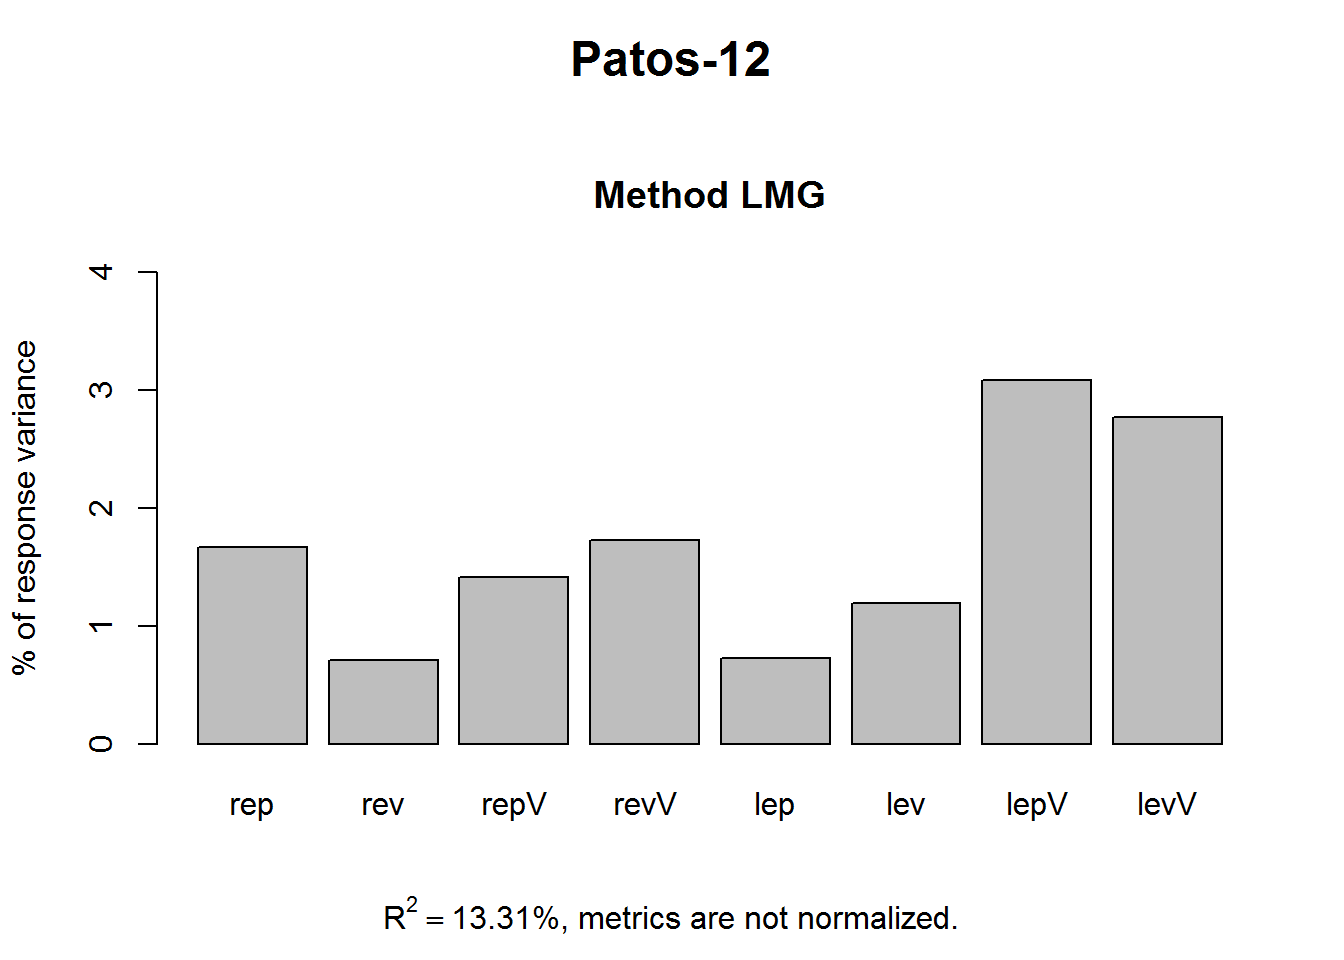 Patos-12
Method LMG
% of response variance
4
3
2
1
0
rep rev repV revV lep lev lepV levV
R² = 13.31%, metrics are not normalized.